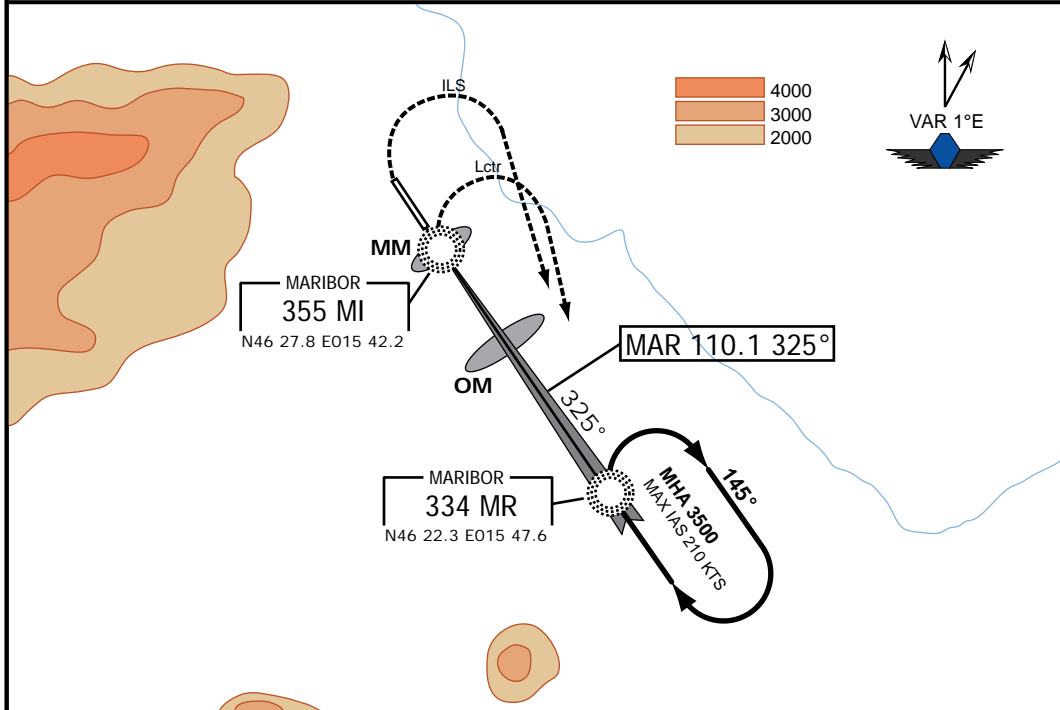 ILS
4000
3000
2000
VAR 1°E
Lctr
MM
MARIBOR
355 MI
N46 27.8 E015 42.2
MAR 110.1 325°
OM
325°
MARIBOR
334 MR
N46 22.3 E015 47.6
145°
MHA 3500
MAX IAS 210 KTS